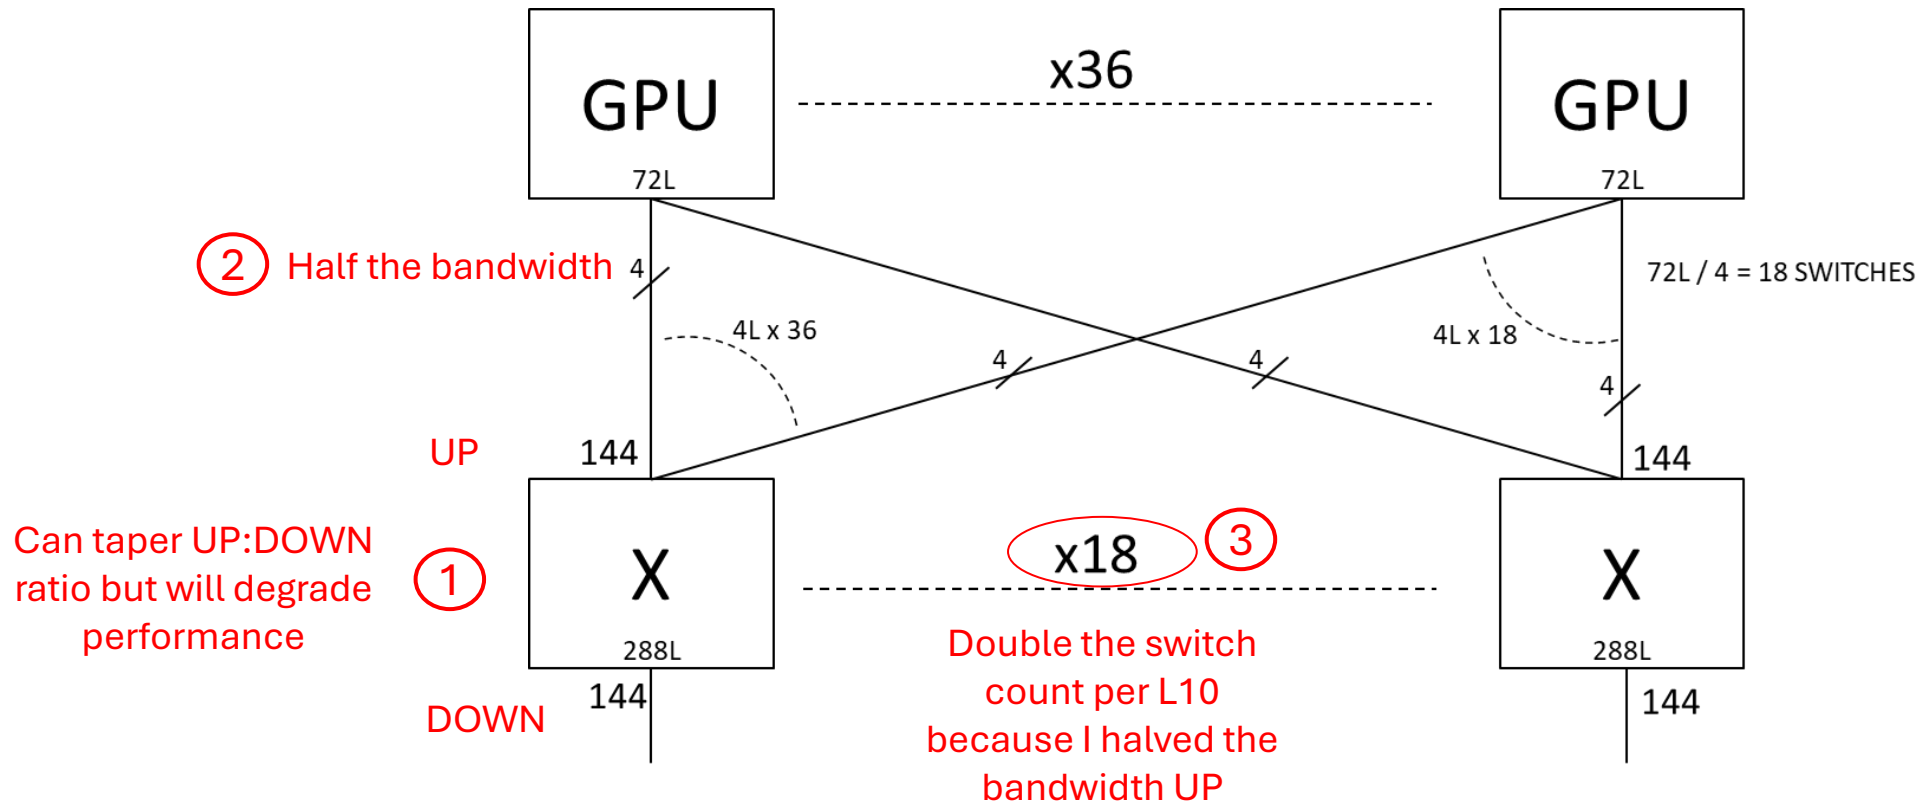 GPU
72L
x36
GPU
72L
2
Half the bandwidth
4
72L / 4 = 18 SWITCHES
4L x 36
4L x 18
4
4
4
UP
144
144
Can taper UP:DOWN
ratio but will degrade
performance
1
X
288L
x18
3
X
288L
Double the switch
count per L10
because I halved the
bandwidth UP
DOWN
144
144